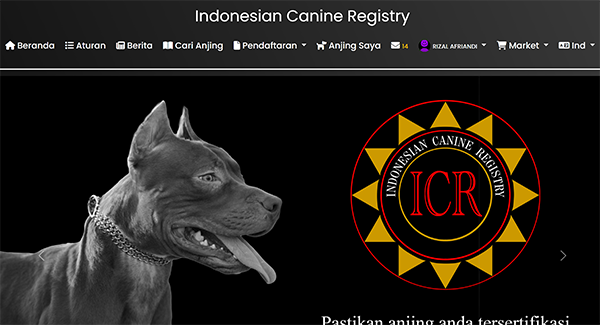 Indonesian Canine Registry
Beranda Aturan Berita Cari Anjing Pendaftaran Anjing Saya 14 RIZAL AFRIANDI Market Ind
INDONESIAN CANINE REGISTRY
ICR
Pastikan anjing anda tersertifikasi